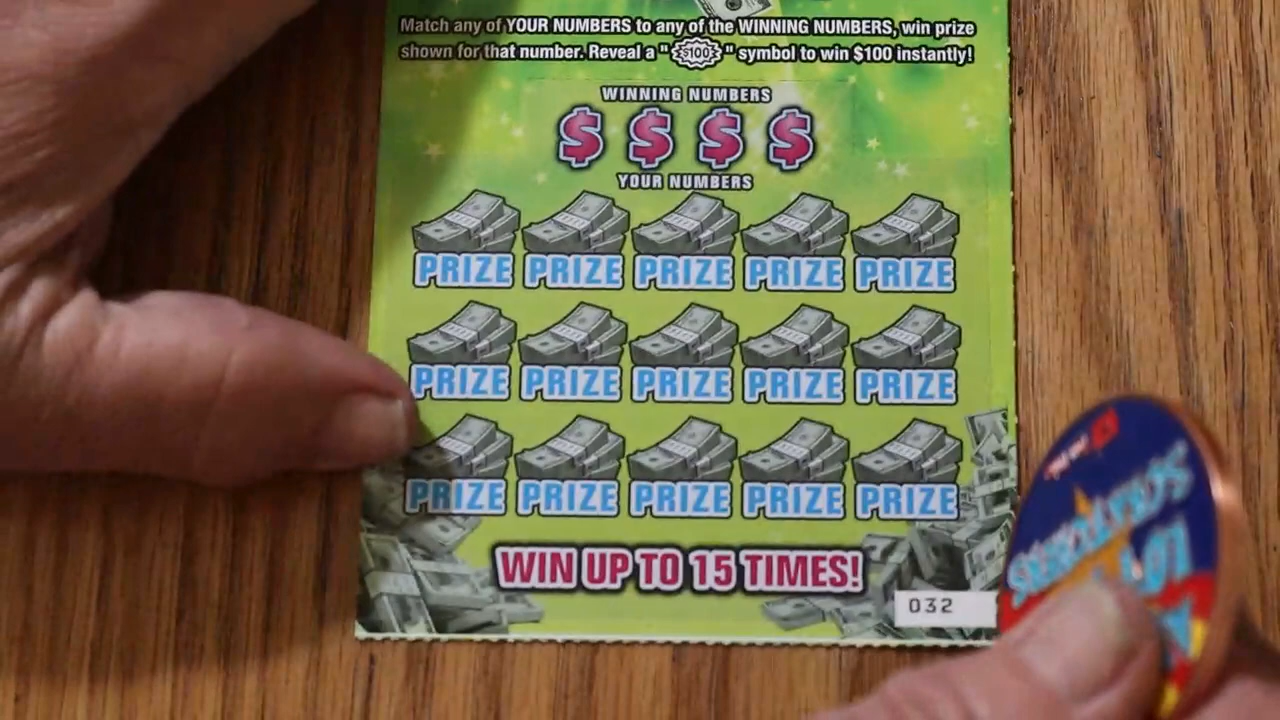 Match any of YOUR NUMBERS to any of the WINNING NUMBERS, win prize
shown for that number. Reveal a "$100" symbol to win $100 instantly!
WINNING NUMBERS
$ $ $ $
YOUR NUMBERS
PRIZE PRIZE PRIZE PRIZE PRIZE
PRIZE PRIZE PRIZE PRIZE PRIZE
PRIZE PRIZE PRIZE PRIZE PRIZE
WIN UP TO 15 TIMES!
032